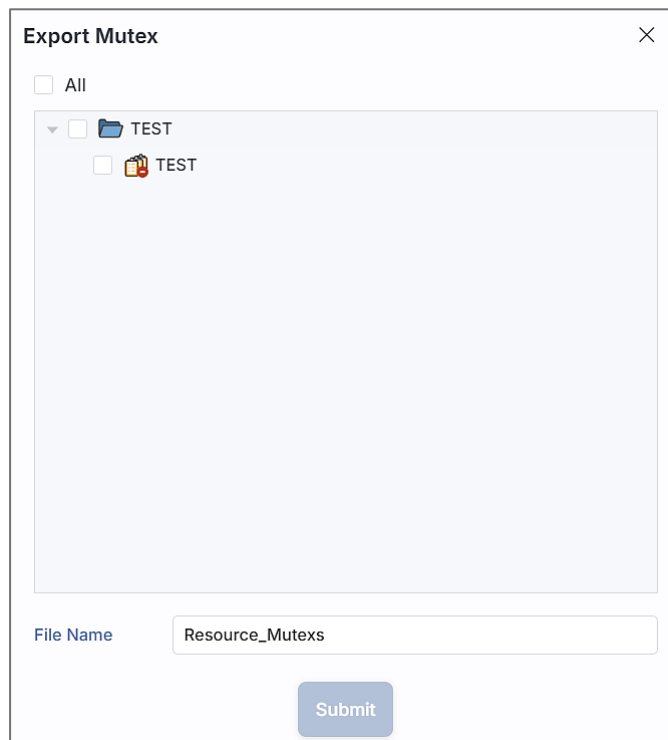 Export Mutex
All
TEST
TEST
File Name
Resource_Mutexs
Submit